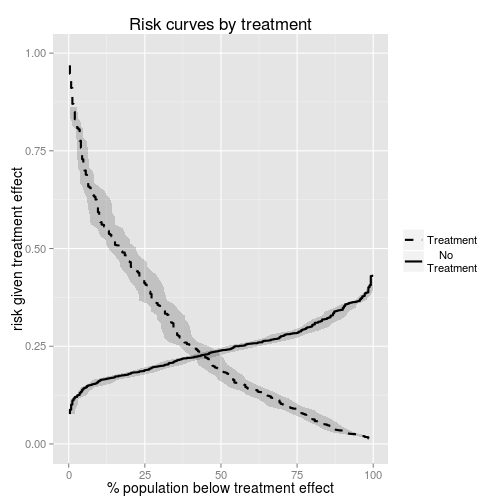 Risk curves by treatment
risk given treatment effect
1.00
0.75
0.50
0.25
0.00
0
25
50
75
100
% population below treatment effect
Treatment
No
Treatment